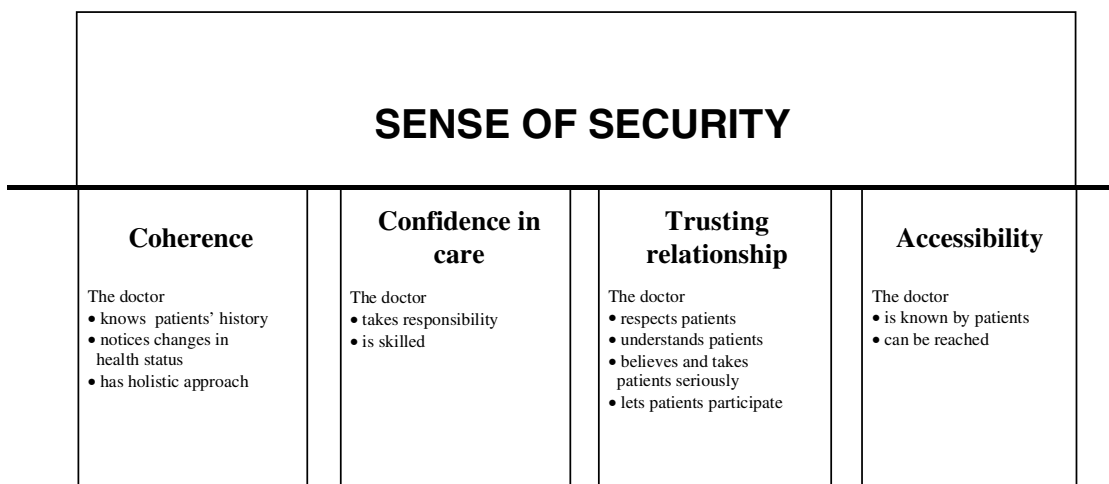 SENSE OF SECURITY
Coherence
The doctor
• knows patients’ history
• notices changes in
health status
• has holistic approach
Confidence in
care
The doctor
• takes responsibility
• is skilled
Trusting
relationship
The doctor
• respects patients
• understands patients
• believes and takes
patients seriously
• lets patients participate
Accessibility
The doctor
• is known by patients
• can be reached